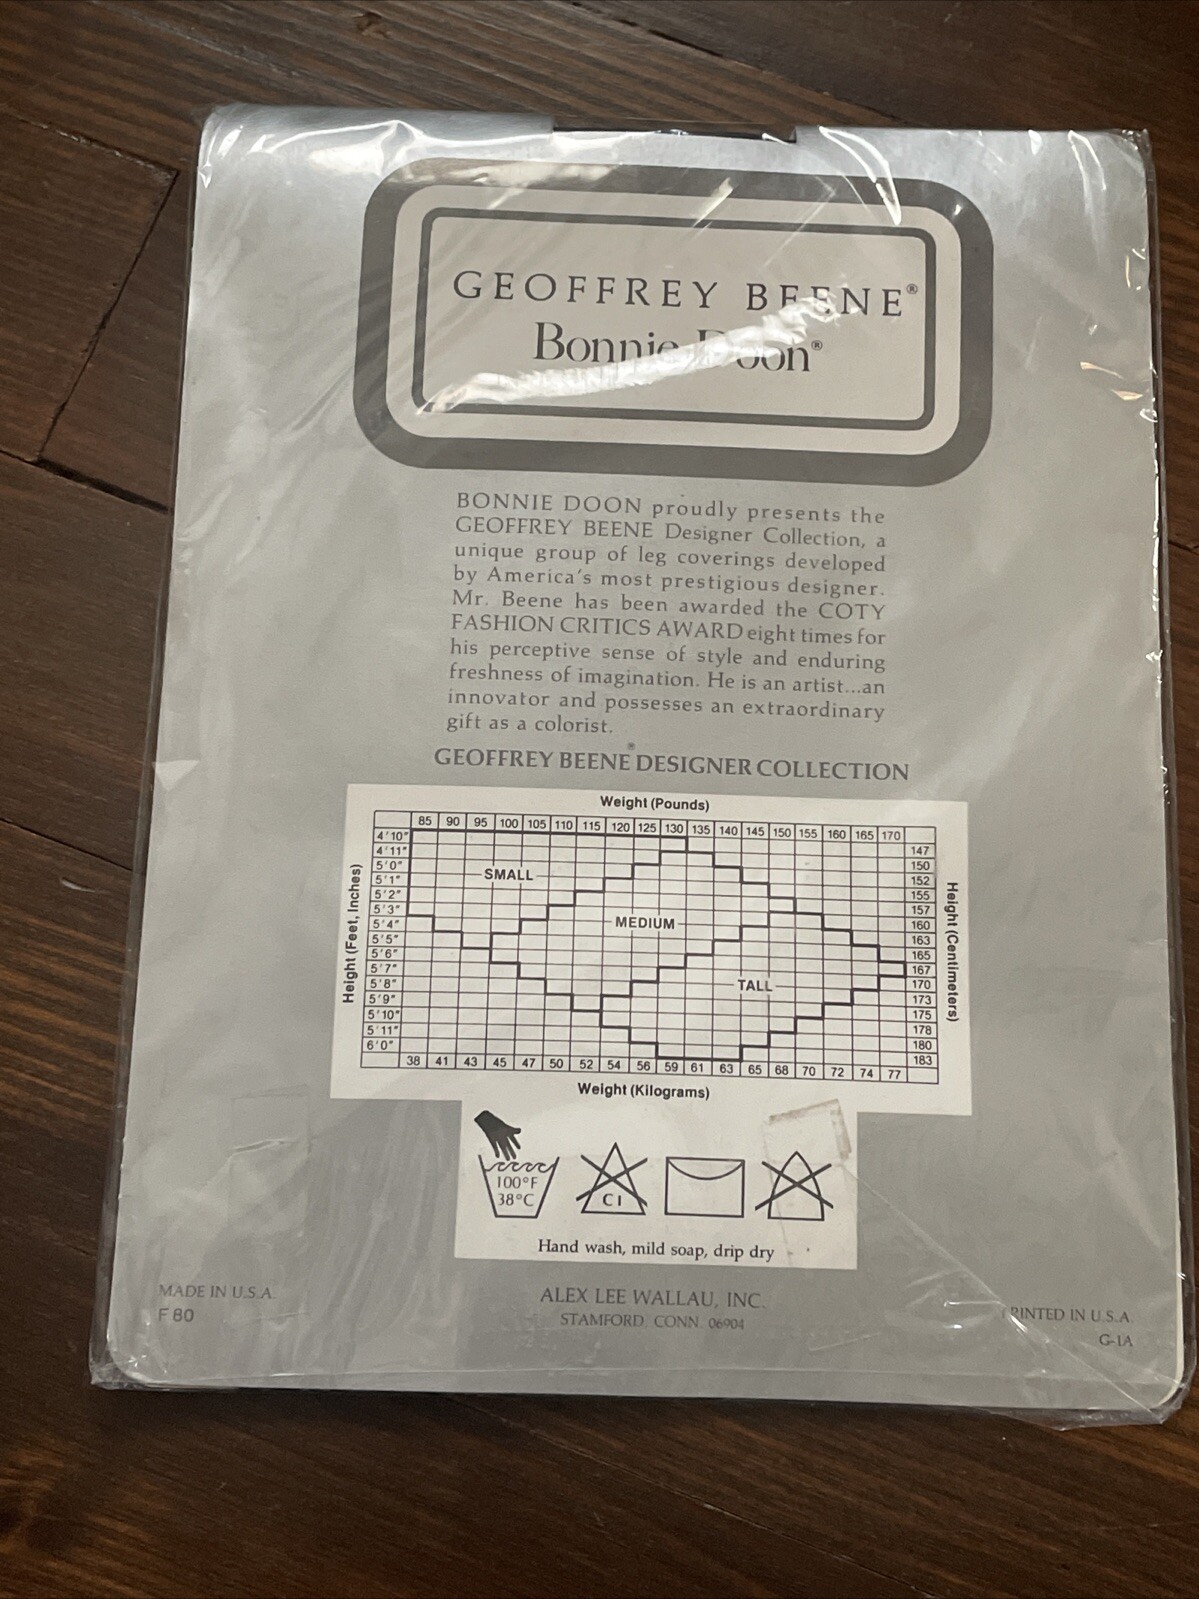 GEOFFREY BEENE®
Bonnie Doon®
BONNIE DOON proudly presents the
GEOFFREY BEENE Designer Collection, a
unique group of leg coverings developed
by America's most prestigious designer.
Mr. Beene has been awarded the COTY
FASHION CRITICS AWARD eight times for
his perceptive sense of style and enduring
freshness of imagination. He is an artist...an
innovator and possesses an extraordinary
gift as a colorist.
GEOFFREY BEENE® DESIGNER COLLECTION
Weight (Pounds)
85 90 95 100 105 110 115 120 125 130 135 140 145 150 155 160 165 170
Height (Feet, Inches)
4'10"
4'11" 147
5'0" 150
5'1" 152
5'2" 155
5'3" 157
5'4" 160
5'5" 163
5'6" 165
5'7" 167
5'8" 170
5'9" 173
5'10" 175
5'11" 178
6'0" 180
183
Height (Centimeters)
SMALL
MEDIUM
TALL
38 41 43 45 47 50 52 54 56 59 61 63 65 68 70 72 74 77
Weight (Kilograms)
100°F
38°C
Cl
Hand wash, mild soap, drip dry
MADE IN U.S.A.
F 80
ALEX LEE WALLAU, INC.
STAMFORD, CONN. 06904
PRINTED IN U.S.A.
G-1A